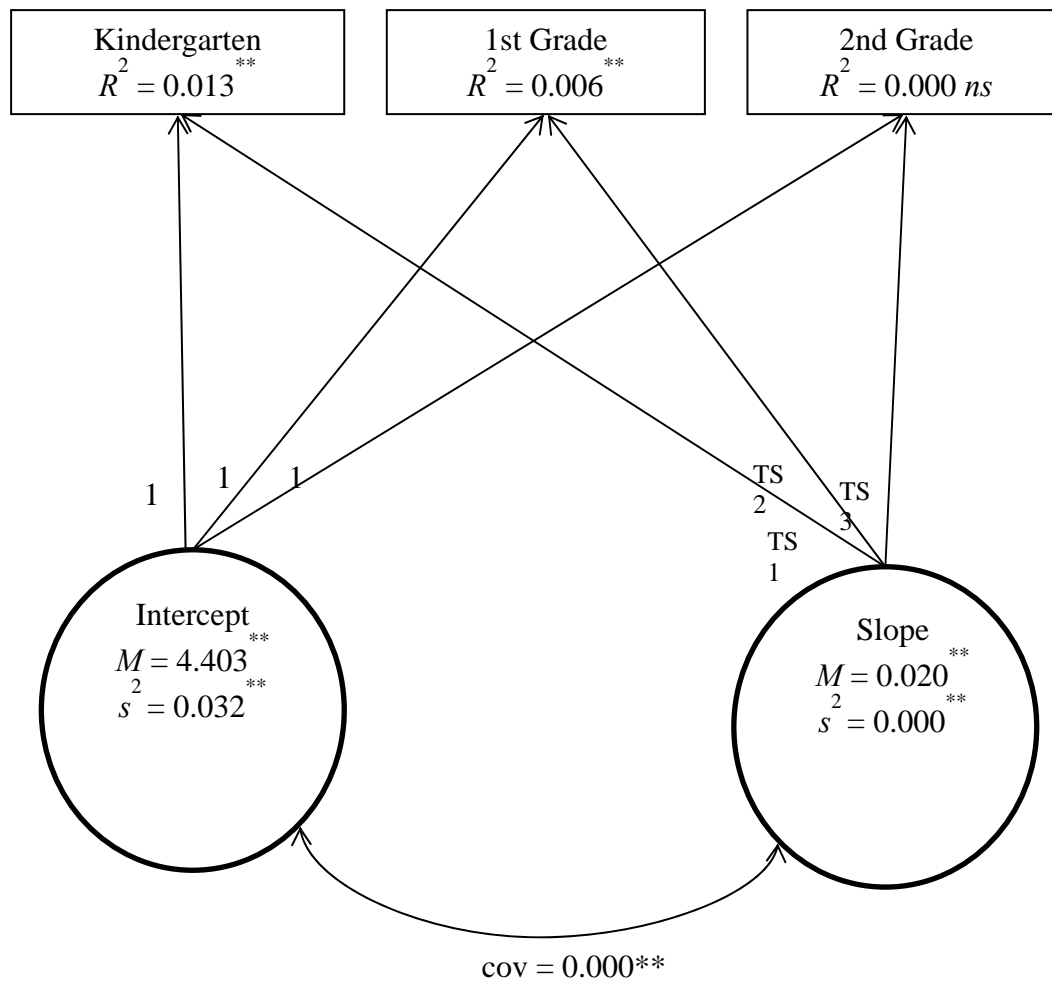 Kindergarten
R² = 0.013**
1st Grade
R² = 0.006**
2nd Grade
R² = 0.000 ns
1
1
1
TS
2
TS
3
TS
1
Intercept
M = 4.403**
s² = 0.032**
Slope
M = 0.020**
s² = 0.000**
cov = 0.000**